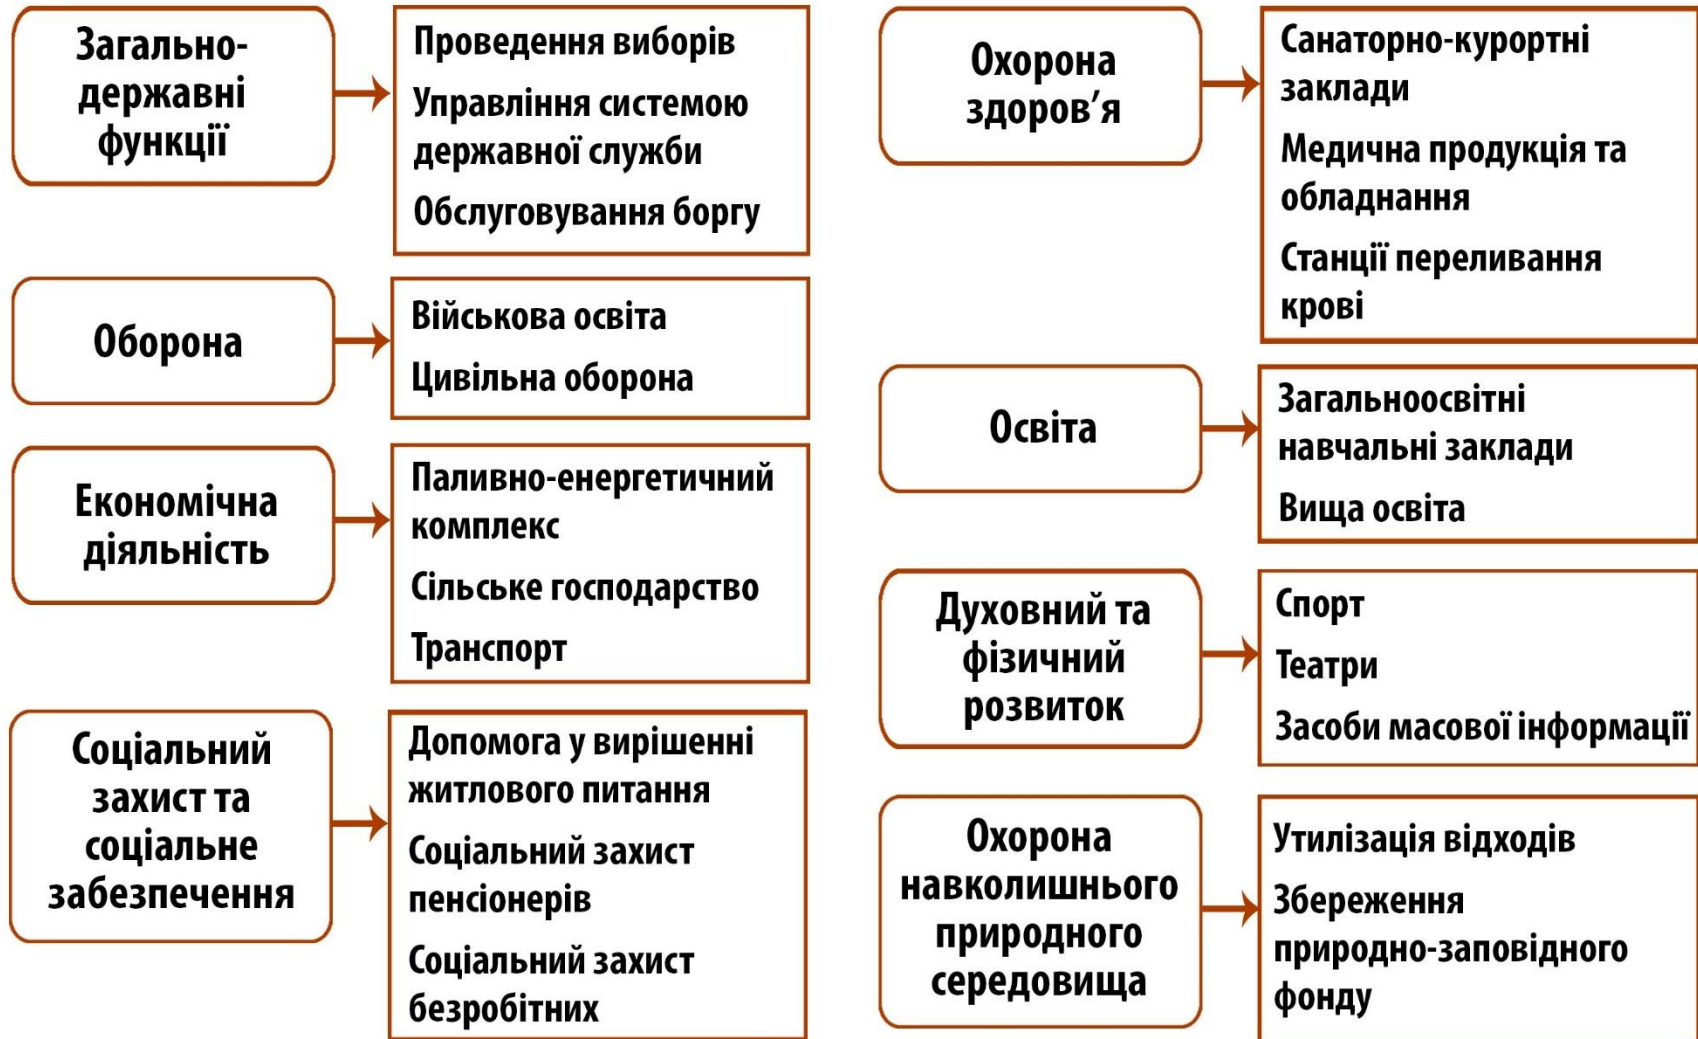 Загально-
державні
функції
Проведення виборів
Управління системою
державної служби
Обслуговування боргу
Оборона
Військова освіта
Цивільна оборона
Економічна
діяльність
Паливно-енергетичний
комплекс
Сільське господарство
Транспорт
Соціальний
захист та
соціальне
забезпечення
Допомога у вирішенні
житлового питання
Соціальний захист
пенсіонерів
Соціальний захист
безробітних
Охорона
здоров’я
Санаторно-курортні
заклади
Медична продукція та
обладнання
Станції переливання
крові
Освіта
Загальноосвітні
навчальні заклади
Вища освіта
Духовний та
фізичний
розвиток
Спорт
Театри
Засоби масової інформації
Охорона
навколишнього
природного
середовища
Утилізація відходів
Збереження
природно-заповідного
фонду